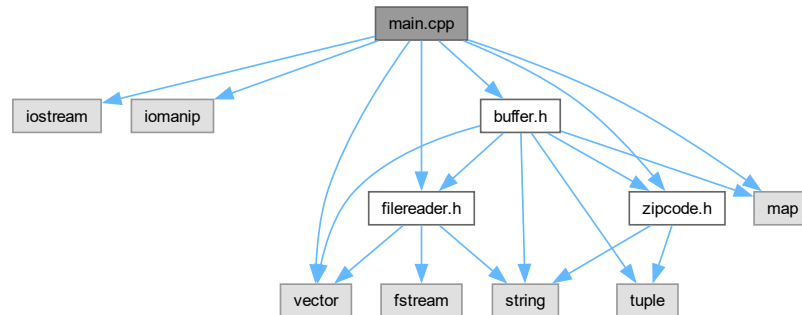 main.cpp
iostream
iomanip
buffer.h
filereader.h
zipcode.h
map
vector
fstream
string
tuple